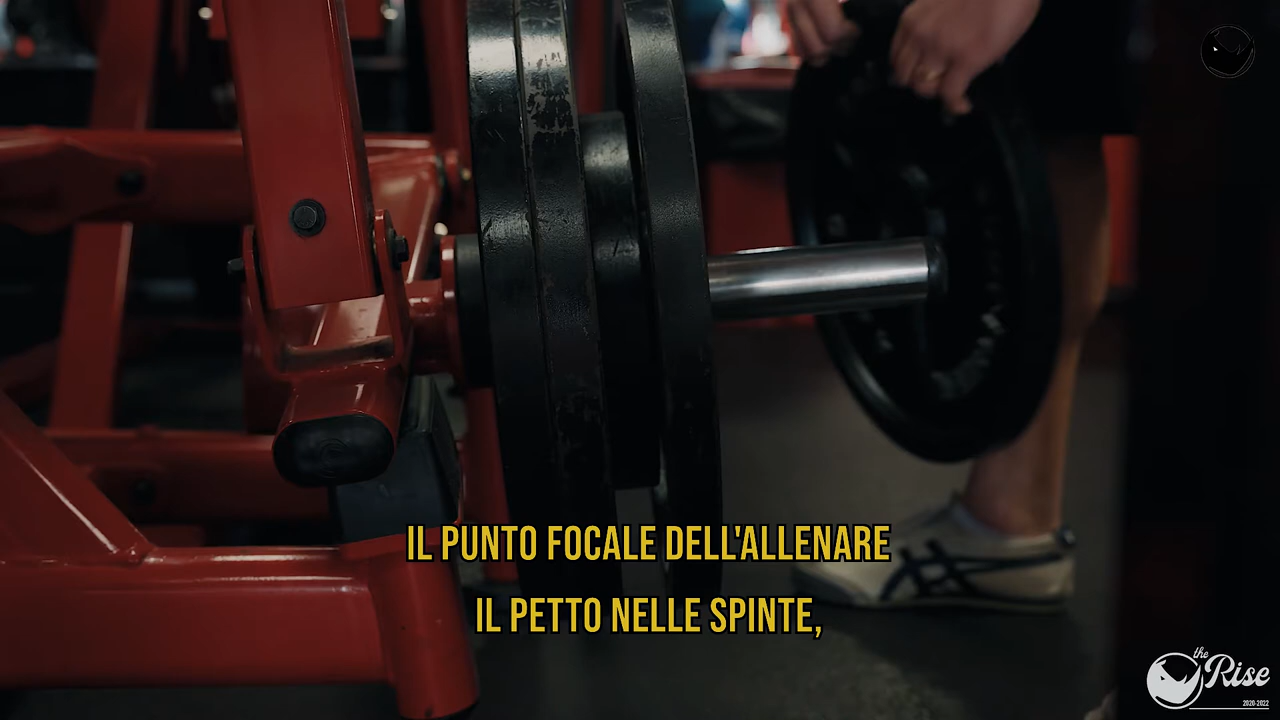 IL PUNTO FOCALE DELL'ALLENARE
IL PETTO NELLE SPINTE,
the
Rise
2020-2022